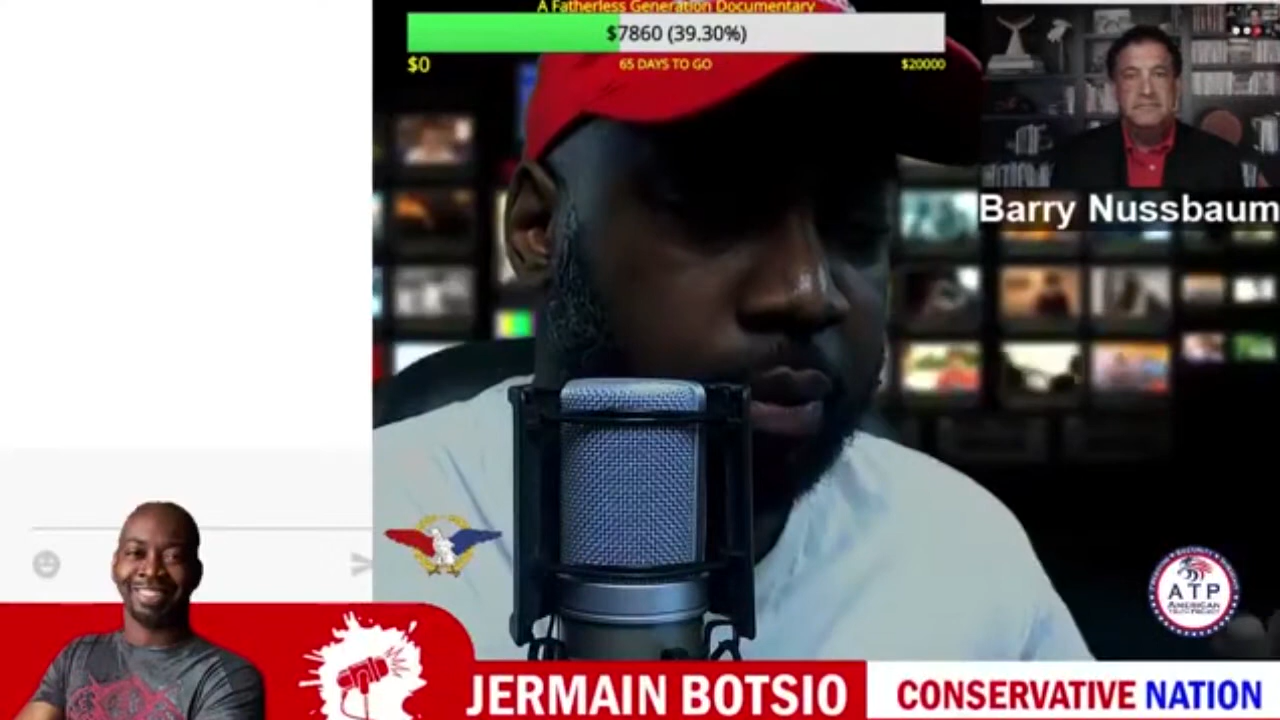 A Fatherless Generation Documentary
$7860 (39.30%)
$0
65 DAYS TO GO
$20000
Barry Nussbaum
ATP
AMERICAN
TRUTH PROJECT
JERMAIN BOTSIO
CONSERVATIVE NATION